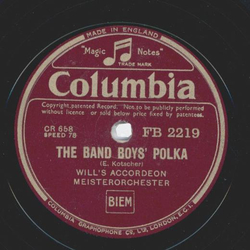 MADE IN ENGLAND
"Magic Notes"
TRADE MARK
Columbia
Copyright, patented Record "Not to be publicly performed
without licence or sold below price fixed by patentees.
CR 658
SPEED 78
FB 2219
THE BAND BOYS' POLKA
(E. Kotscher)
WILL'S ACCORDEON
MEISTERORCHESTER
BIEM
COLUMBIA GRAPHOPHONE CO. LTD. LONDON, E.C.1.